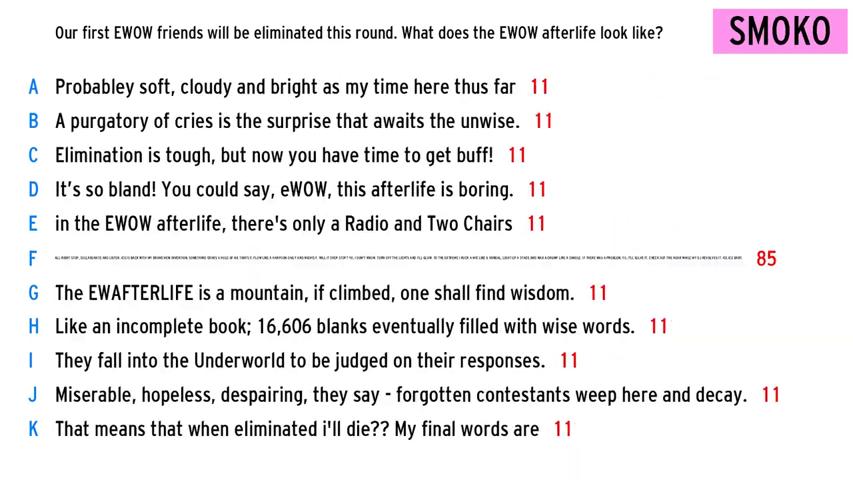 Our first EWOW friends will be eliminated this round. What does the EWOW afterlife look like?
SMOKO
A Probabley soft, cloudy and bright as my time here thus far 11
B A purgatory of cries is the surprise that awaits the unwise. 11
C Elimination is tough, but now you have time to get buff! 11
D It's so bland! You could say, eWOW, this afterlife is boring. 11
E in the EWOW afterlife, there's only a Radio and Two Chairs 11
F 85
G The EWAFTERLIFE is a mountain, if climbed, one shall find wisdom. 11
H Like an incomplete book; 16,606 blanks eventually filled with wise words. 11
I They fall into the Underworld to be judged on their responses. 11
J Miserable, hopeless, despairing, they say - forgotten contestants weep here and decay. 11
K That means that when eliminated i'll die?? My final words are 11